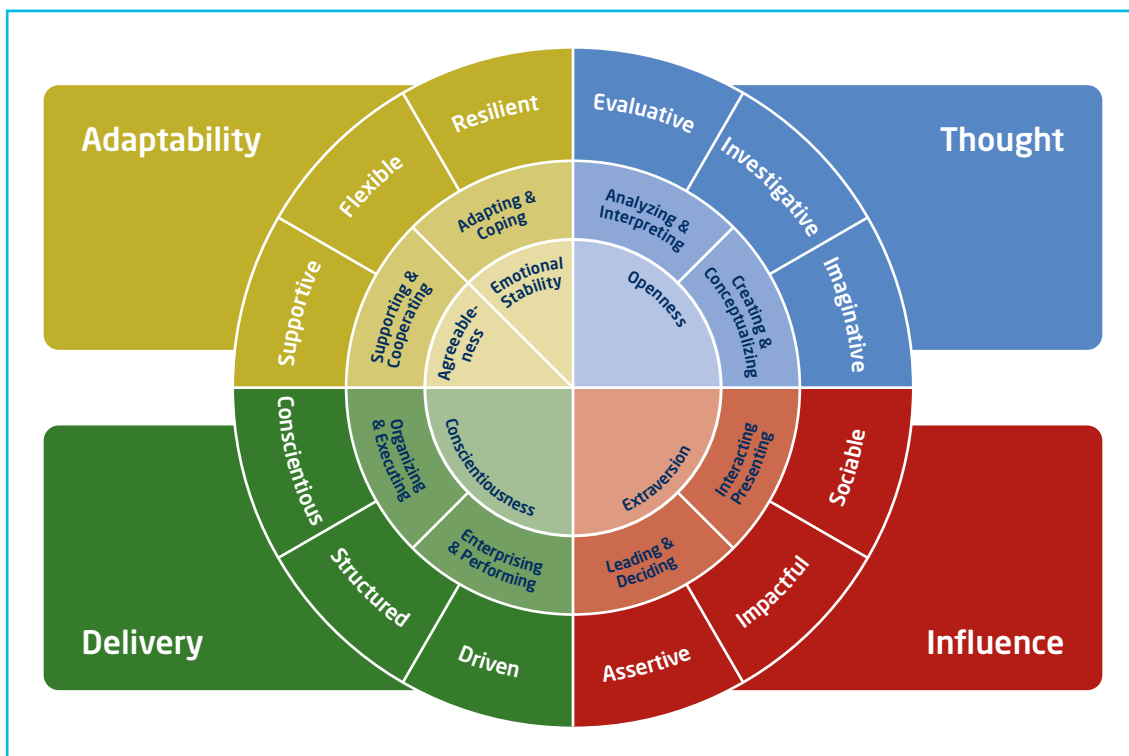 Adaptability
Thought
Delivery
Influence
Resilient
Evaluative
Investigative
Imaginative
Sociable
Impactful
Assertive
Driven
Structured
Conscientious
Supportive
Flexible
Adapting &
Coping
Analyzing &
Interpreting
Creating &
Conceptualizing
Interacting
Presenting
Leading &
Deciding
Enterprising
& Performing
Organizing
& Executing
Supporting &
Cooperating
Emotional
Stability
Openness
Extraversion
Conscientiousness
Agreeable-
ness